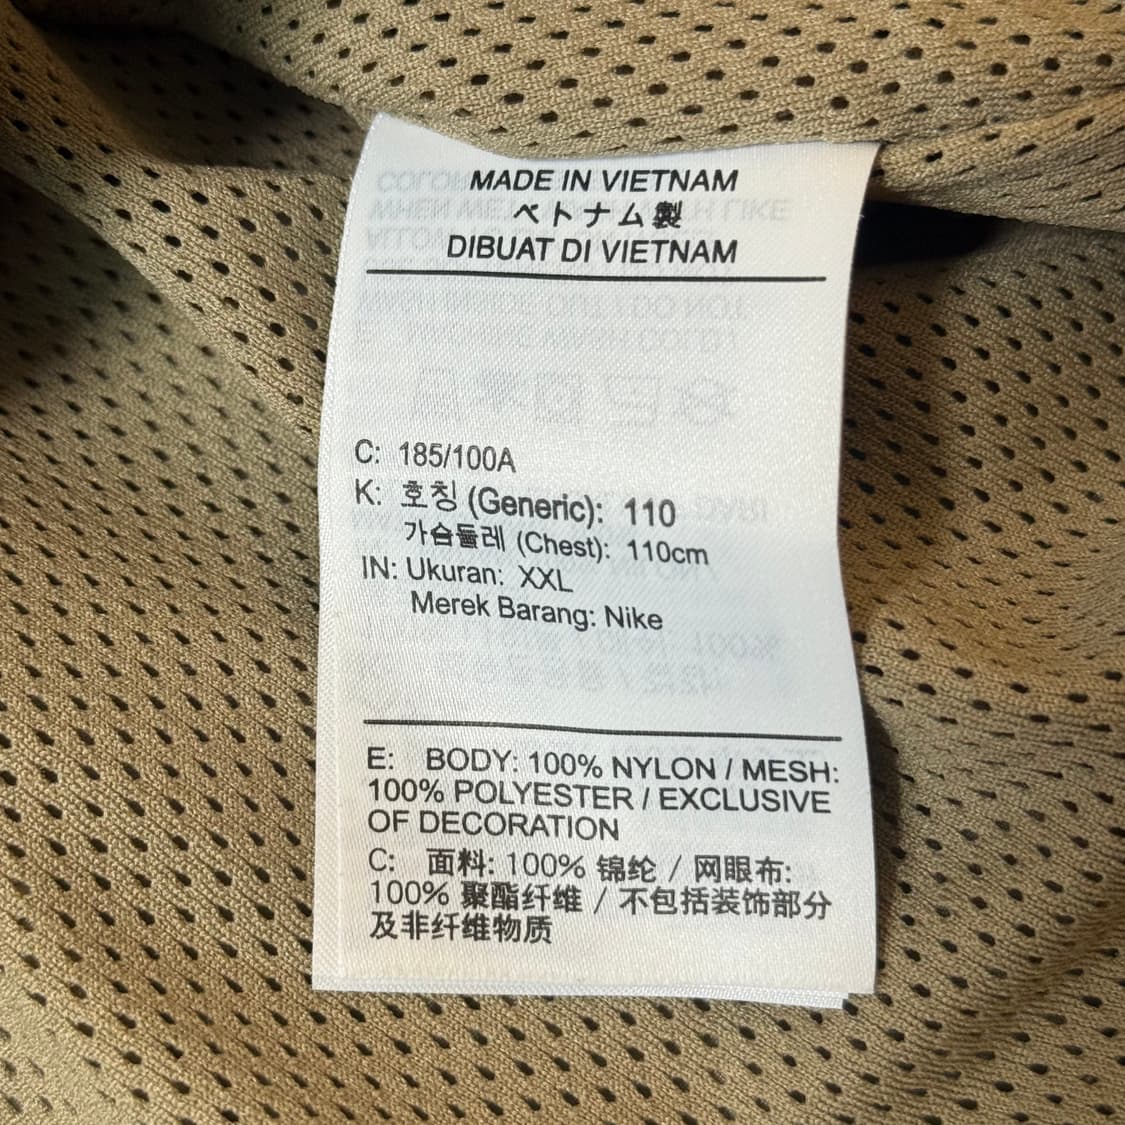 MADE IN VIETNAM
ベトナム製
DIBUAT DI VIETNAM
C: 185/100A
K: 호칭 (Generic): 110
가슴둘레 (Chest): 110cm
IN: Ukuran: XXL
Merek Barang: Nike
E: BODY: 100% NYLON / MESH:
100% POLYESTER / EXCLUSIVE
OF DECORATION
C: 面料: 100% 锦纶 / 网眼布:
100% 聚酯纤维 / 不包括装饰部分
及非纤维物质